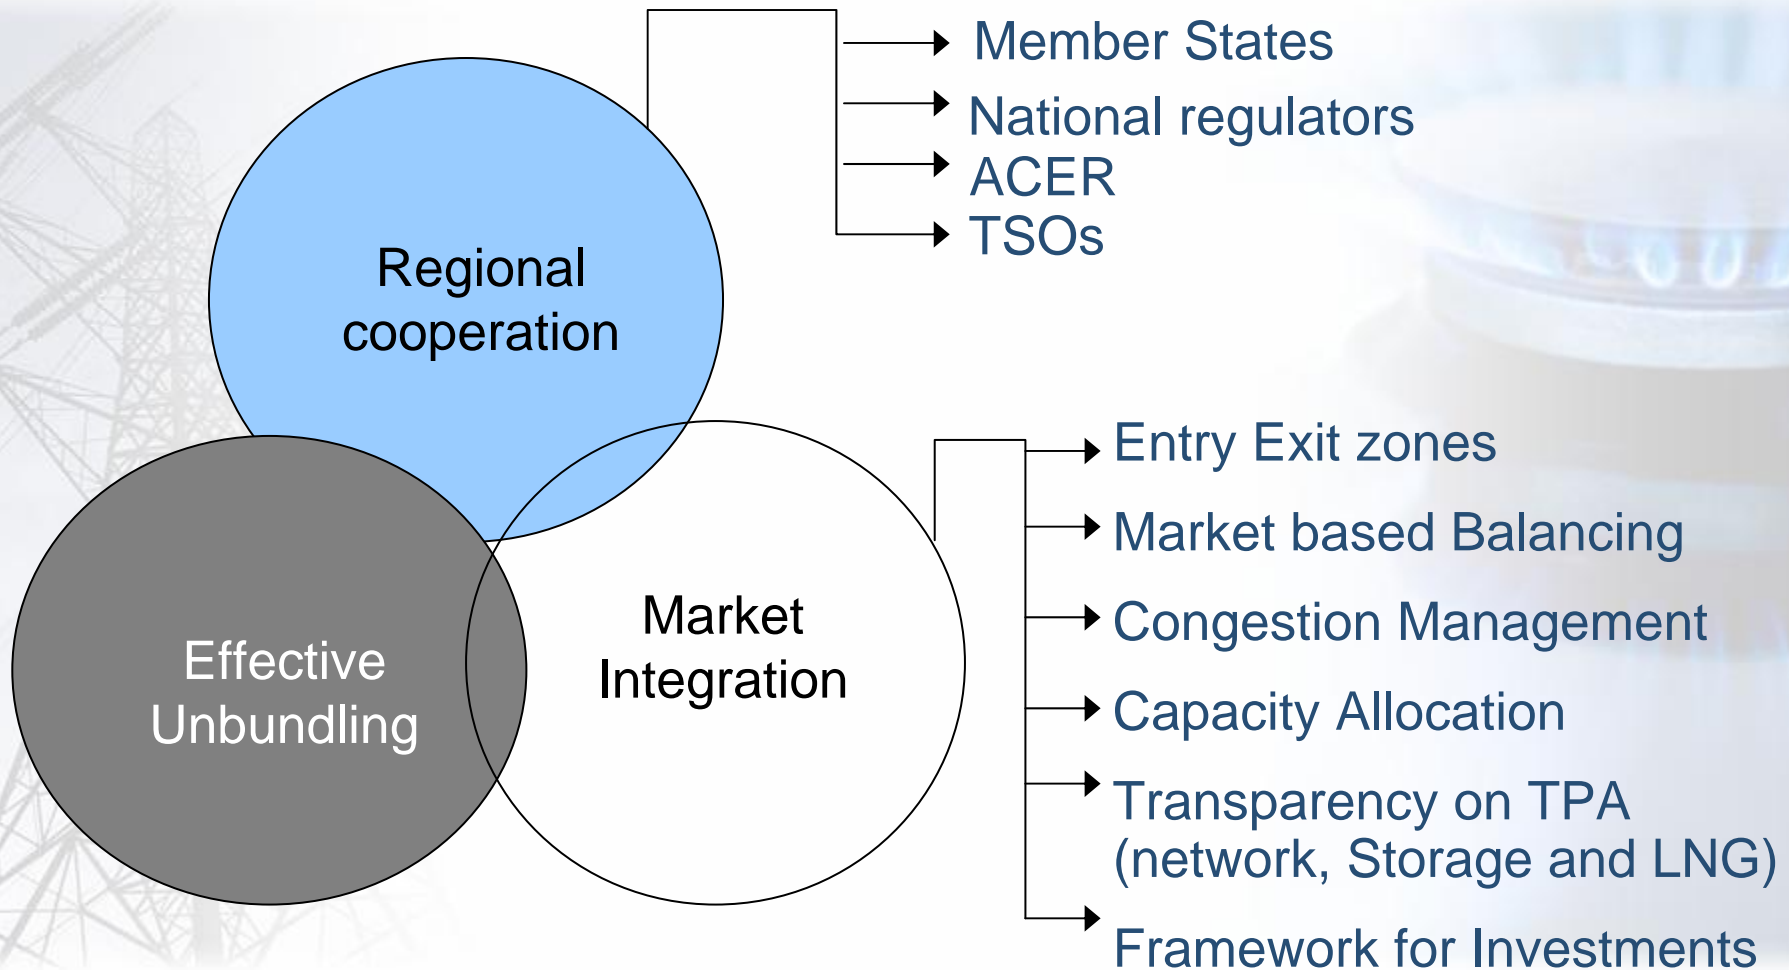 Member States
National regulators
ACER
TSOs
Regional
cooperation
Entry Exit zones
Market based Balancing
Market
Integration
Congestion Management
Effective
Unbundling
Capacity Allocation
Transparency on TPA
(network, Storage and LNG)
Framework for Investments